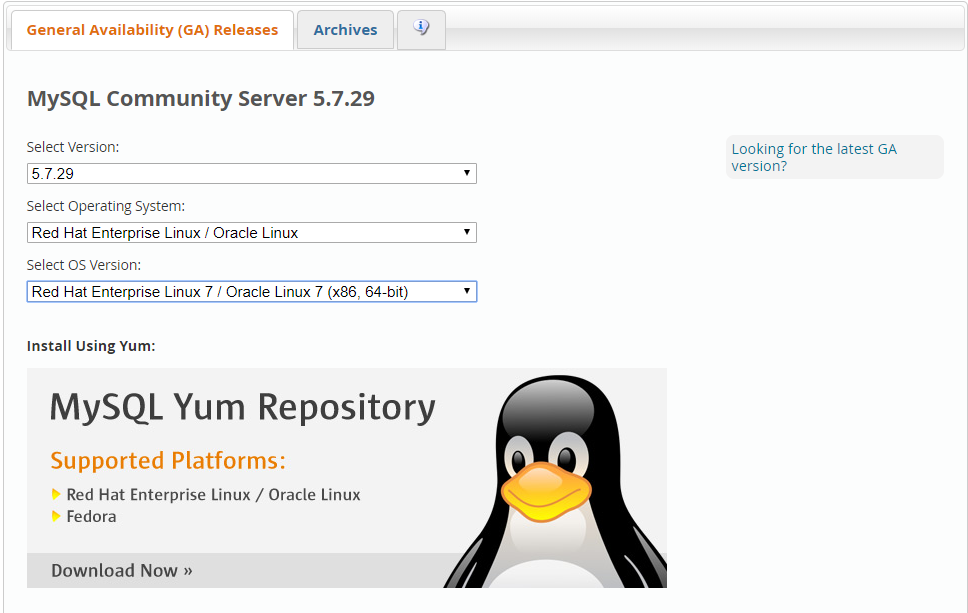 General Availability (GA) Releases
Archives
MySQL Community Server 5.7.29
Select Version:
5.7.29
Looking for the latest GA
version?
Select Operating System:
Red Hat Enterprise Linux / Oracle Linux
Select OS Version:
Red Hat Enterprise Linux 7 / Oracle Linux 7 (x86, 64-bit)
Install Using Yum:
MySQL Yum Repository
Supported Platforms:
Red Hat Enterprise Linux / Oracle Linux
Fedora
Download Now »